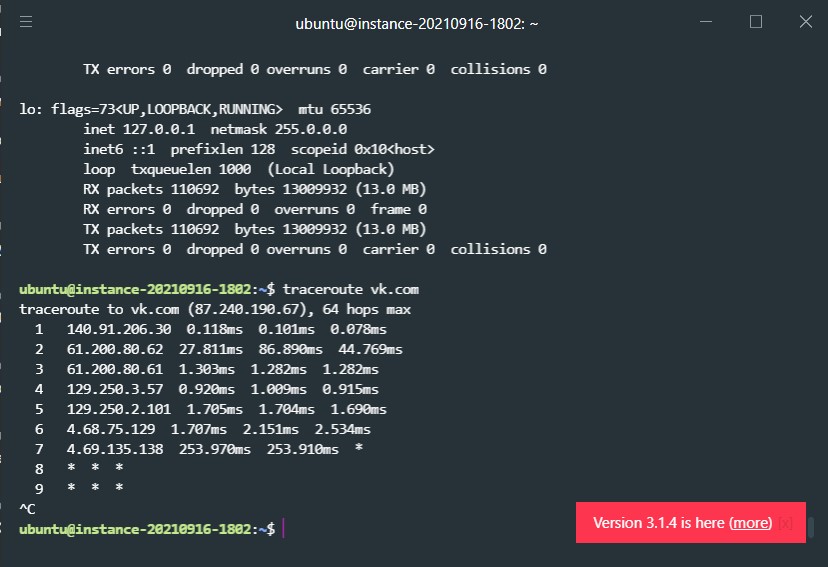 ubuntu@instance-20210916-1802: ~
TX errors 0 dropped 0 overruns 0 carrier 0 collisions 0
lo: flags=73<UP,LOOPBACK,RUNNING> mtu 65536
inet 127.0.0.1 netmask 255.0.0.0
inet6 ::1 prefixlen 128 scopeid 0x10<host>
loop txqueuelen 1000 (Local Loopback)
RX packets 110692 bytes 13009932 (13.0 MB)
RX errors 0 dropped 0 overruns 0 frame 0
TX packets 110692 bytes 13009932 (13.0 MB)
TX errors 0 dropped 0 overruns 0 carrier 0 collisions 0
ubuntu@instance-20210916-1802:~$ traceroute vk.com
traceroute to vk.com (87.240.190.67), 64 hops max
1 140.91.206.30 0.118ms 0.101ms 0.078ms
2 61.200.80.62 27.811ms 86.890ms 44.769ms
3 61.200.80.61 1.303ms 1.282ms 1.282ms
4 129.250.3.57 0.920ms 1.009ms 0.915ms
5 129.250.2.101 1.705ms 1.704ms 1.690ms
6 4.68.75.129 1.707ms 2.151ms 2.534ms
7 4.69.135.138 253.970ms 253.910ms *
8 * * *
9 * * *
^C
ubuntu@instance-20210916-1802:~$
Version 3.1.4 is here (more) [x]